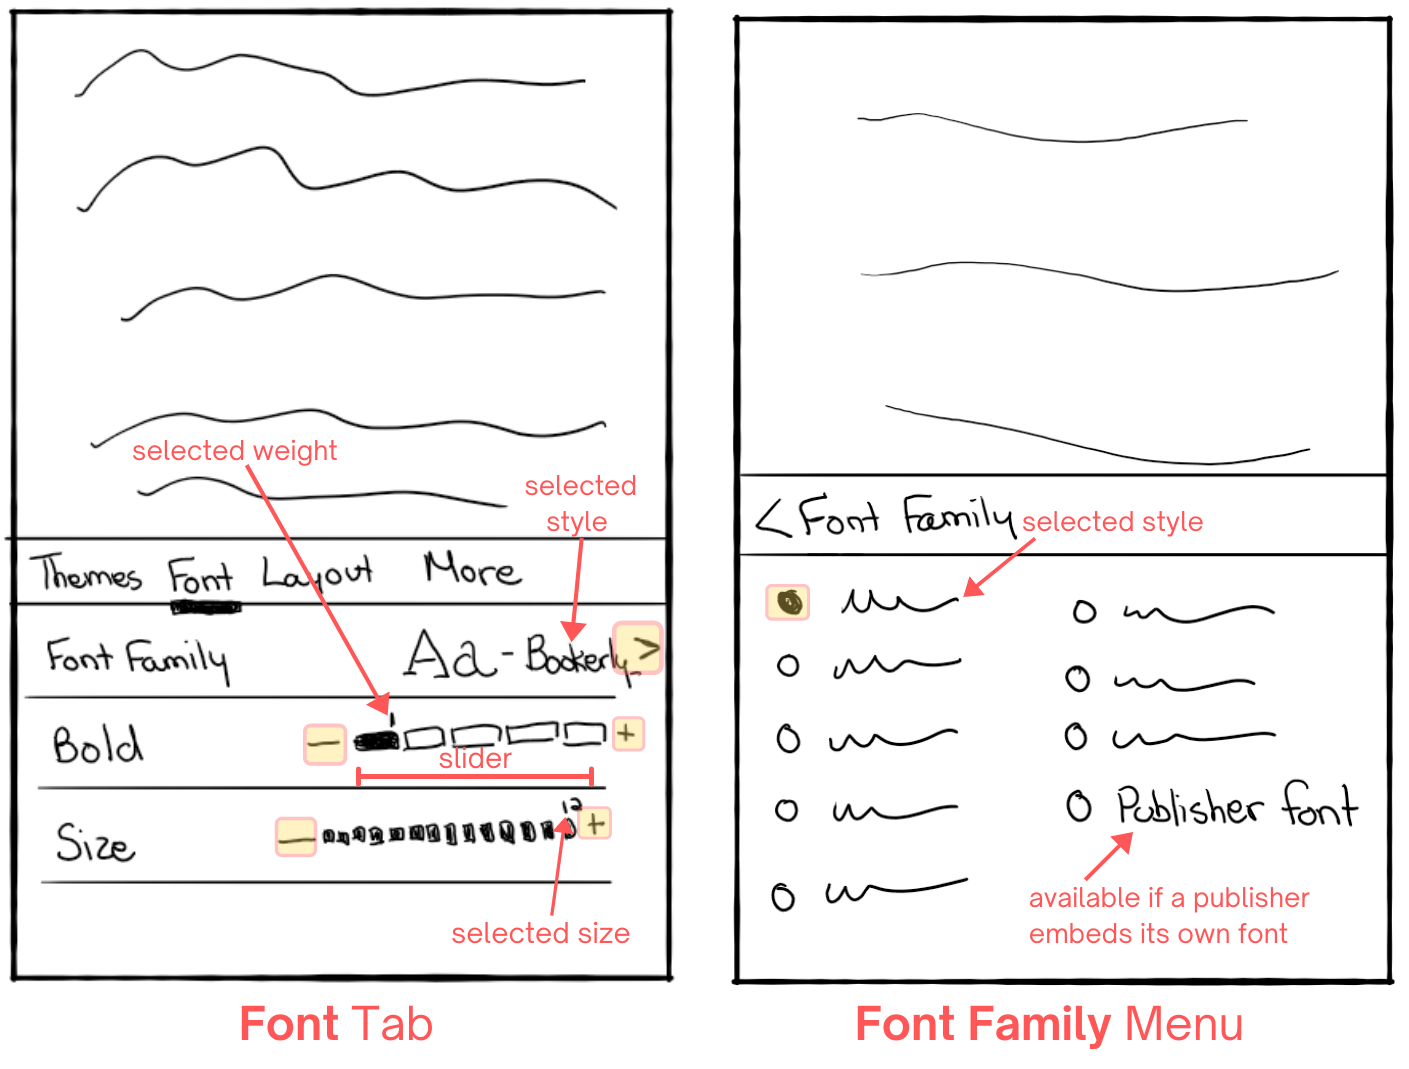 selected weight
selected
style
Themes Font Layout More
Font Family Aa - Bookerly >
Bold — 1 +
slider
Size — 12 +
selected size
Font Tab
< Font Family
selected style
Publisher font
available if a publisher
embeds its own font
Font Family Menu